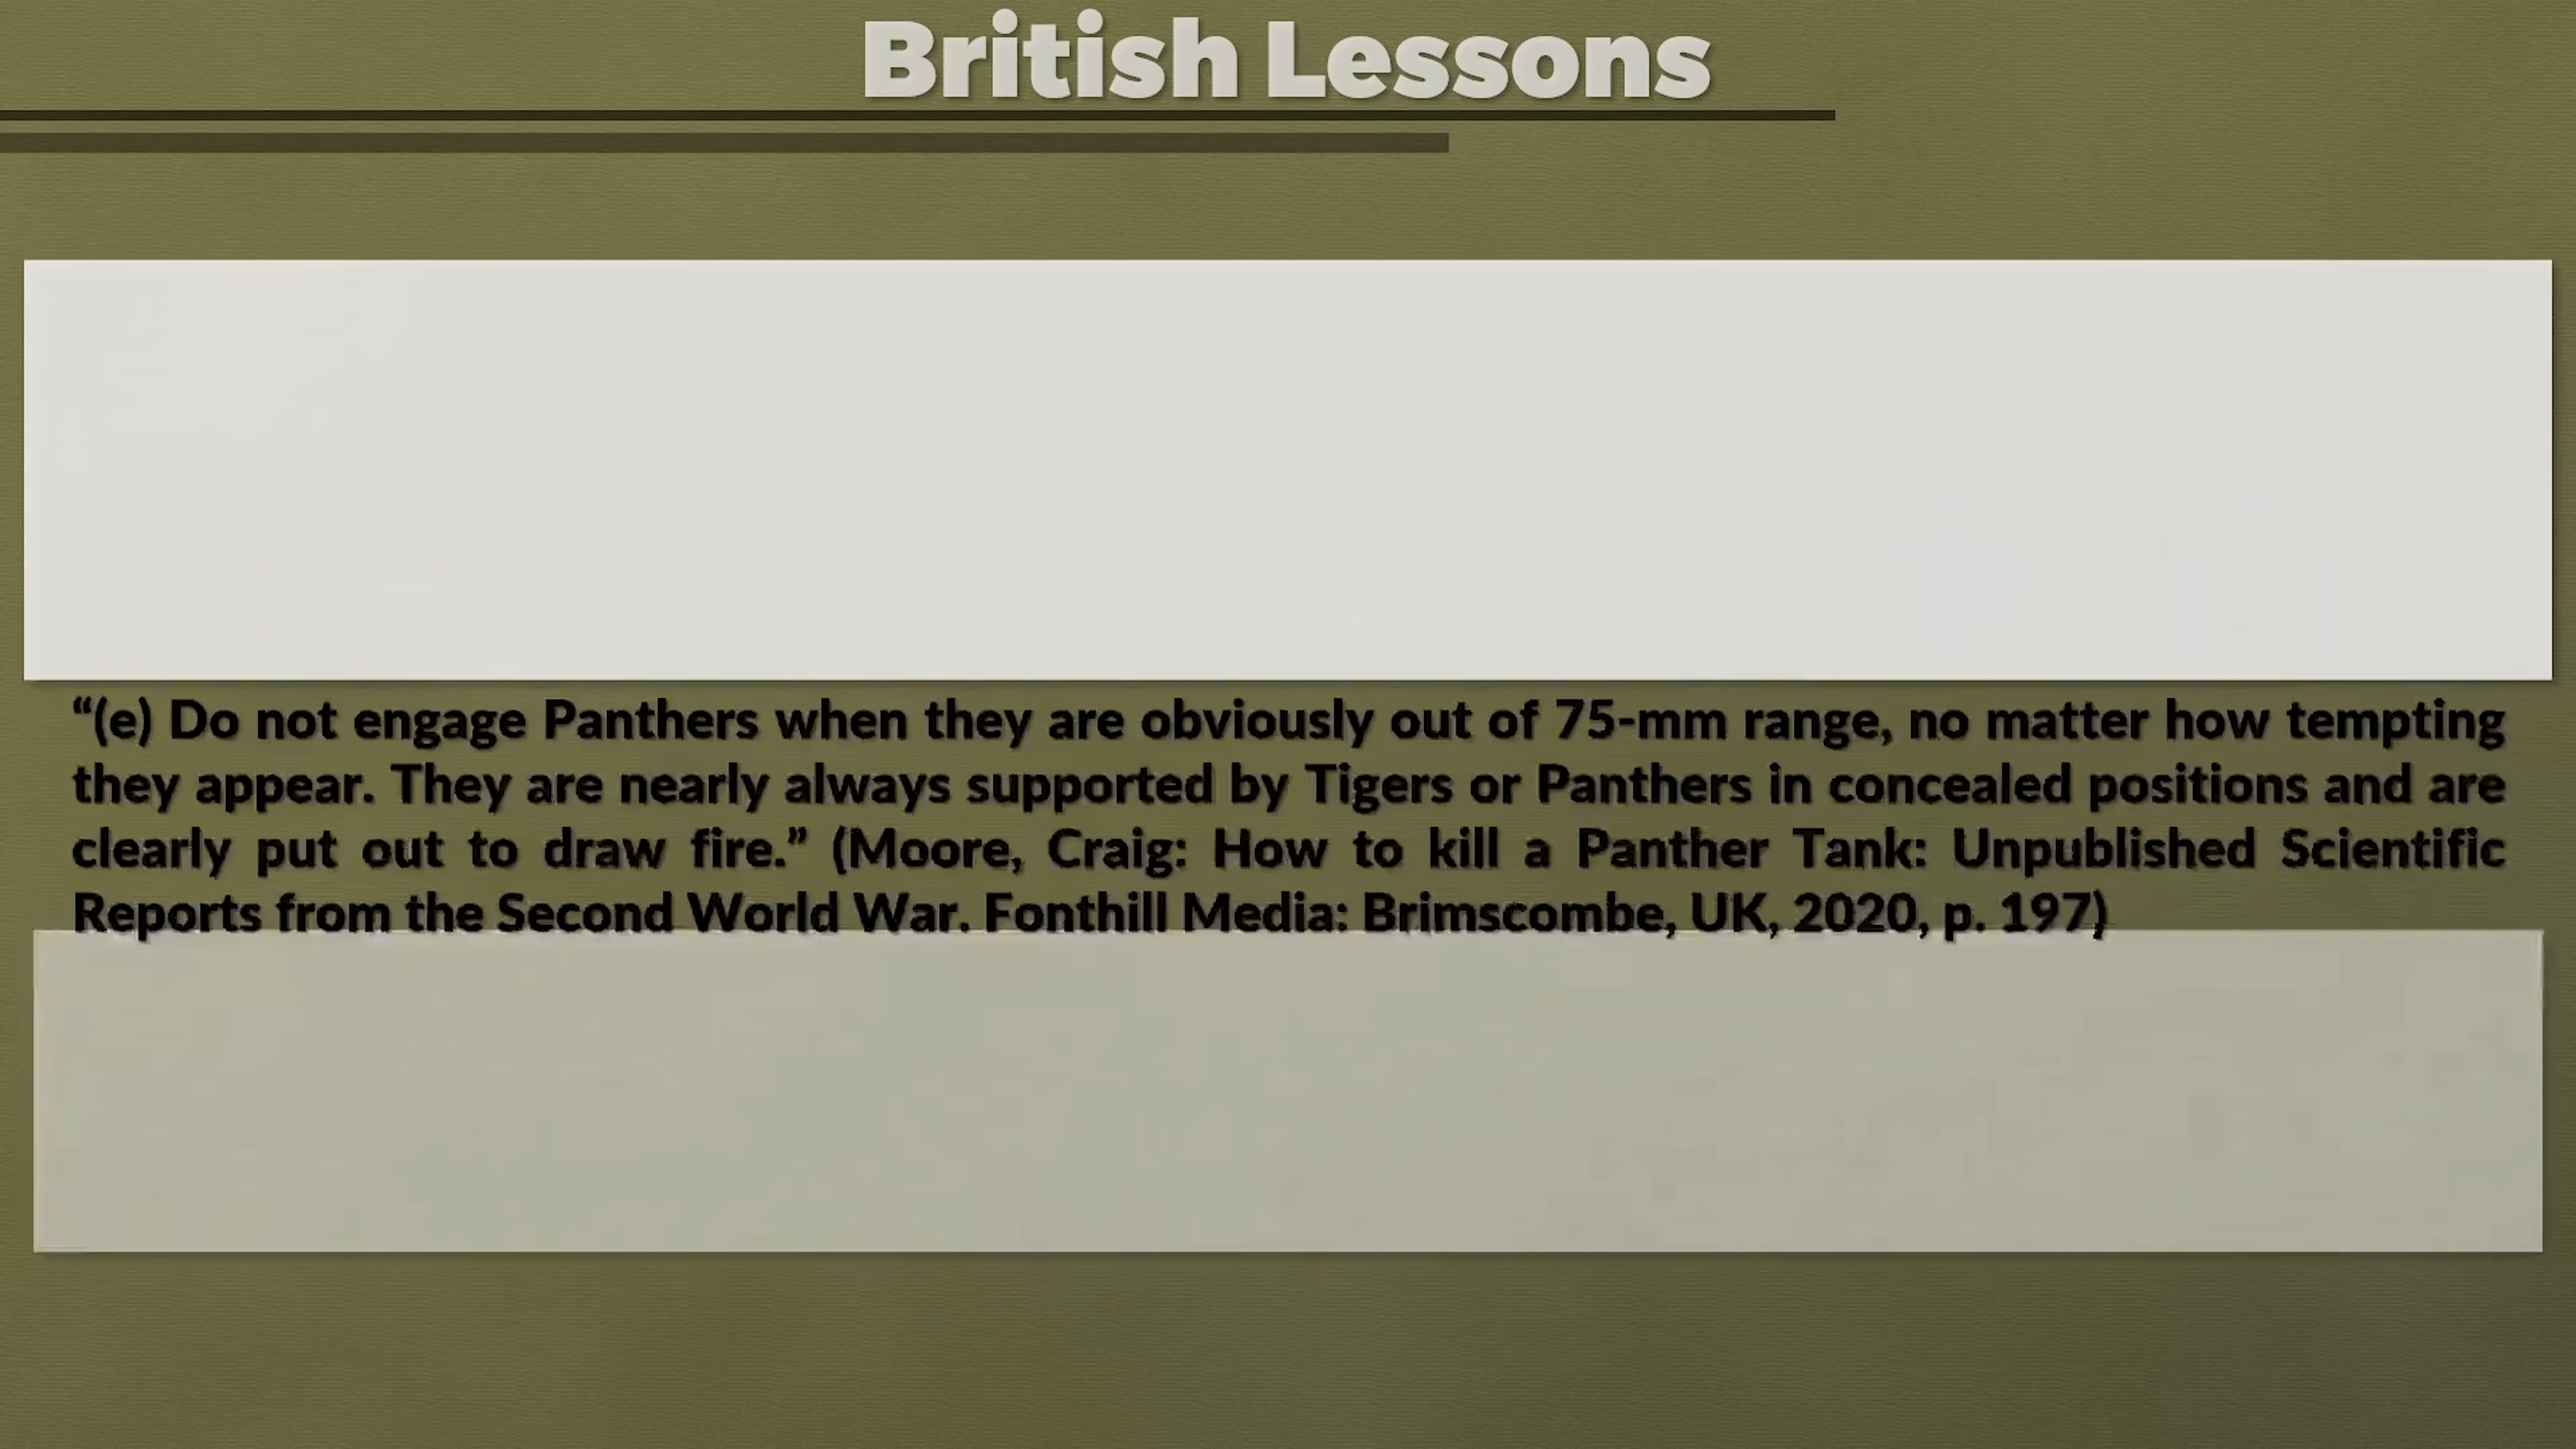 British Lessons
“(e) Do not engage Panthers when they are obviously out of 75-mm range, no matter how tempting
they appear. They are nearly always supported by Tigers or Panthers in concealed positions and are
clearly put out to draw fire.” (Moore, Craig: How to kill a Panther Tank: Unpublished Scientific
Reports from the Second World War. Fonthill Media: Brimscombe, UK, 2020, p. 197)